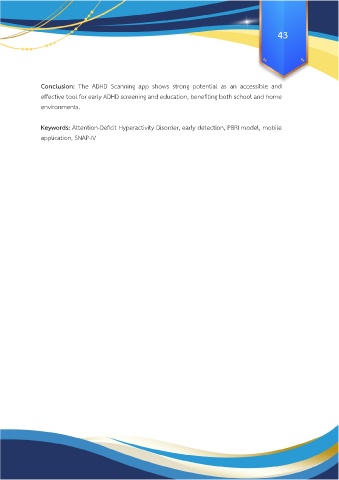 43
Conclusion: The ADHD Scanning app shows strong potential as an accessible and
effective tool for early ADHD screening and education, benefiting both school and home
environments.
Keywords: Attention-Deficit Hyperactivity Disorder, early detection, PBRI model, mobile
application, SNAP-IV